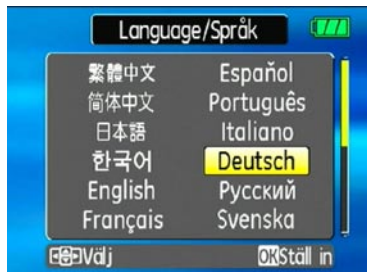 Language/Språk
繁體中文 Español
简体中文 Português
日本語 Italiano
한국어 Deutsch
English Русский
Français Svenska
Välj OK Ställ in